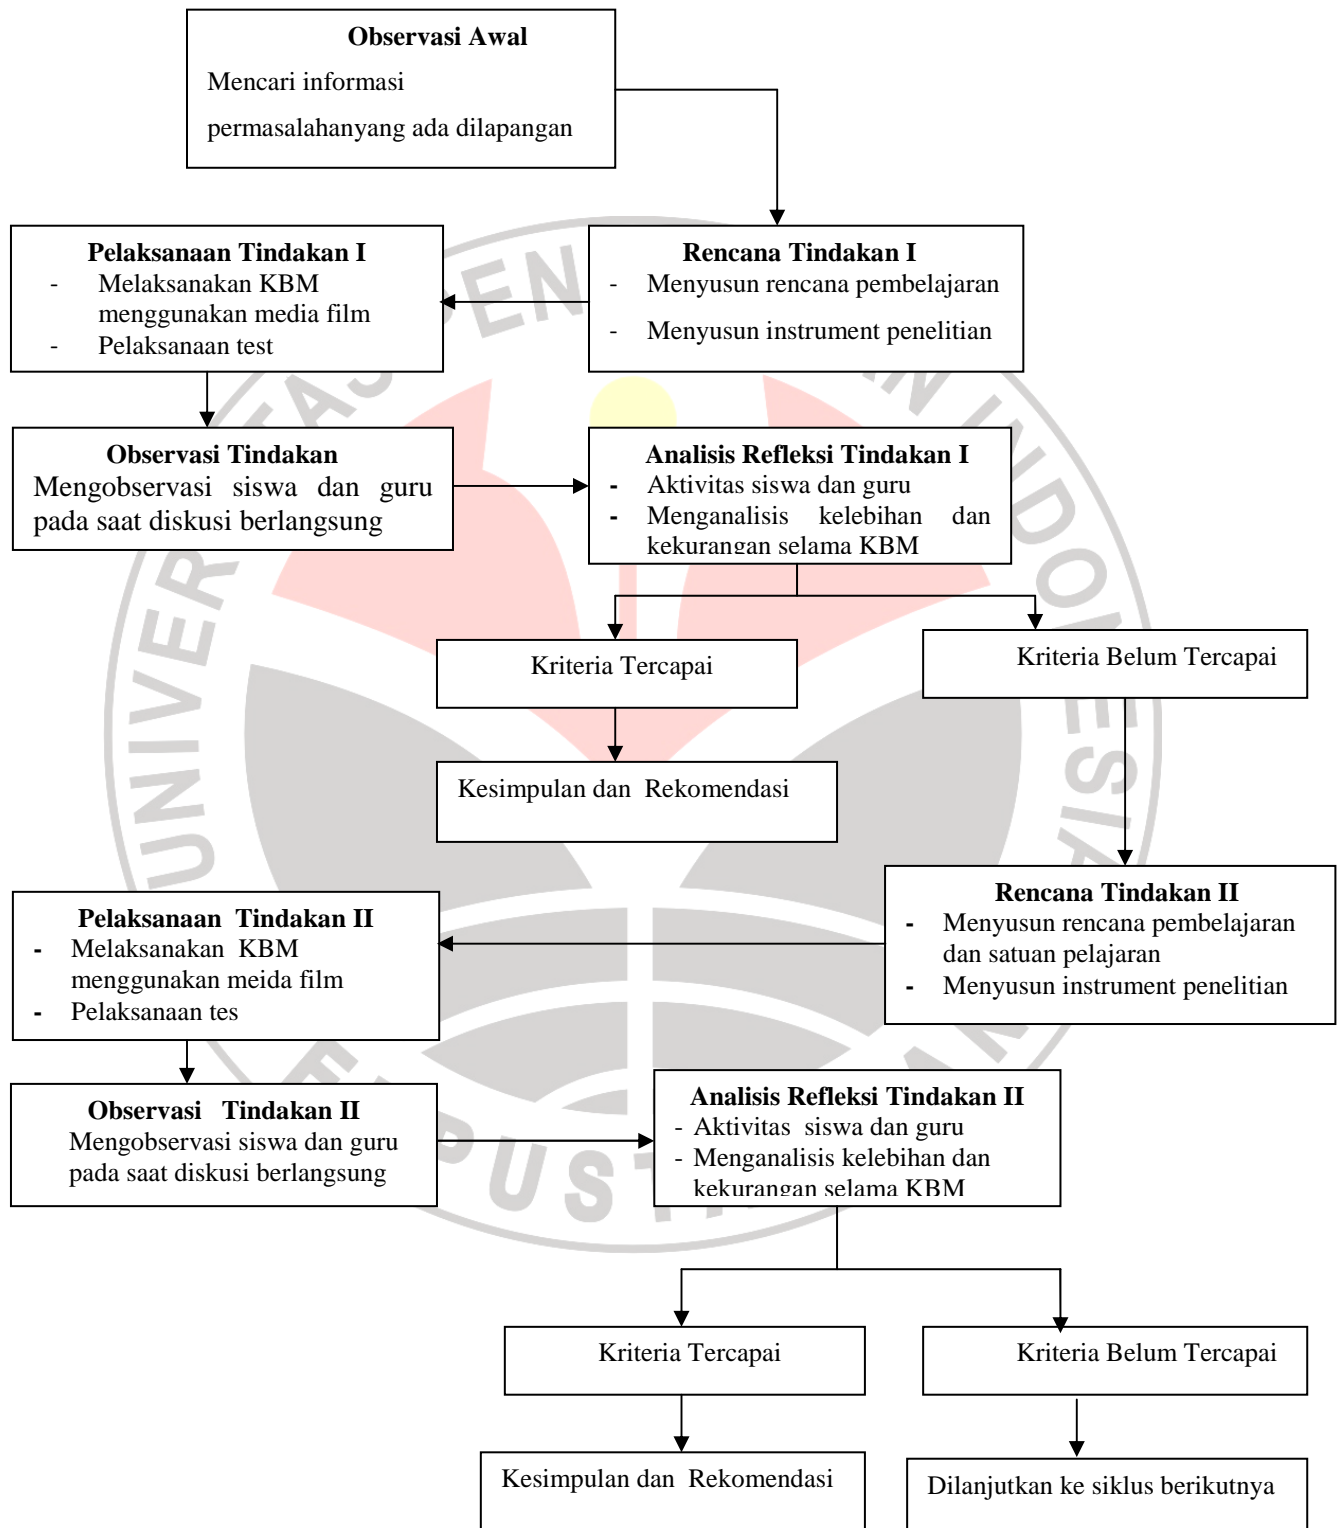 Observasi Awal
Mencari informasi
permasalahanyang ada dilapangan
Pelaksanaan Tindakan I
- Melaksanakan KBM
menggunakan media film
- Pelaksanaan test
Rencana Tindakan I
- Menyusun rencana pembelajaran
- Menyusun instrument penelitian
Observasi Tindakan
Mengobservasi siswa dan guru
pada saat diskusi berlangsung
Analisis Refleksi Tindakan I
- Aktivitas siswa dan guru
- Menganalisis kelebihan dan
kekurangan selama KBM
Kriteria Tercapai
Kriteria Belum Tercapai
Kesimpulan dan Rekomendasi
Rencana Tindakan II
- Menyusun rencana pembelajaran
dan satuan pelajaran
- Menyusun instrument penelitian
Pelaksanaan Tindakan II
- Melaksanakan KBM
menggunakan meida film
- Pelaksanaan tes
Observasi Tindakan II
Mengobservasi siswa dan guru
pada saat diskusi berlangsung
Analisis Refleksi Tindakan II
- Aktivitas siswa dan guru
- Menganalisis kelebihan dan
kekurangan selama KBM
Kriteria Tercapai
Kriteria Belum Tercapai
Kesimpulan dan Rekomendasi
Dilanjutkan ke siklus berikutnya